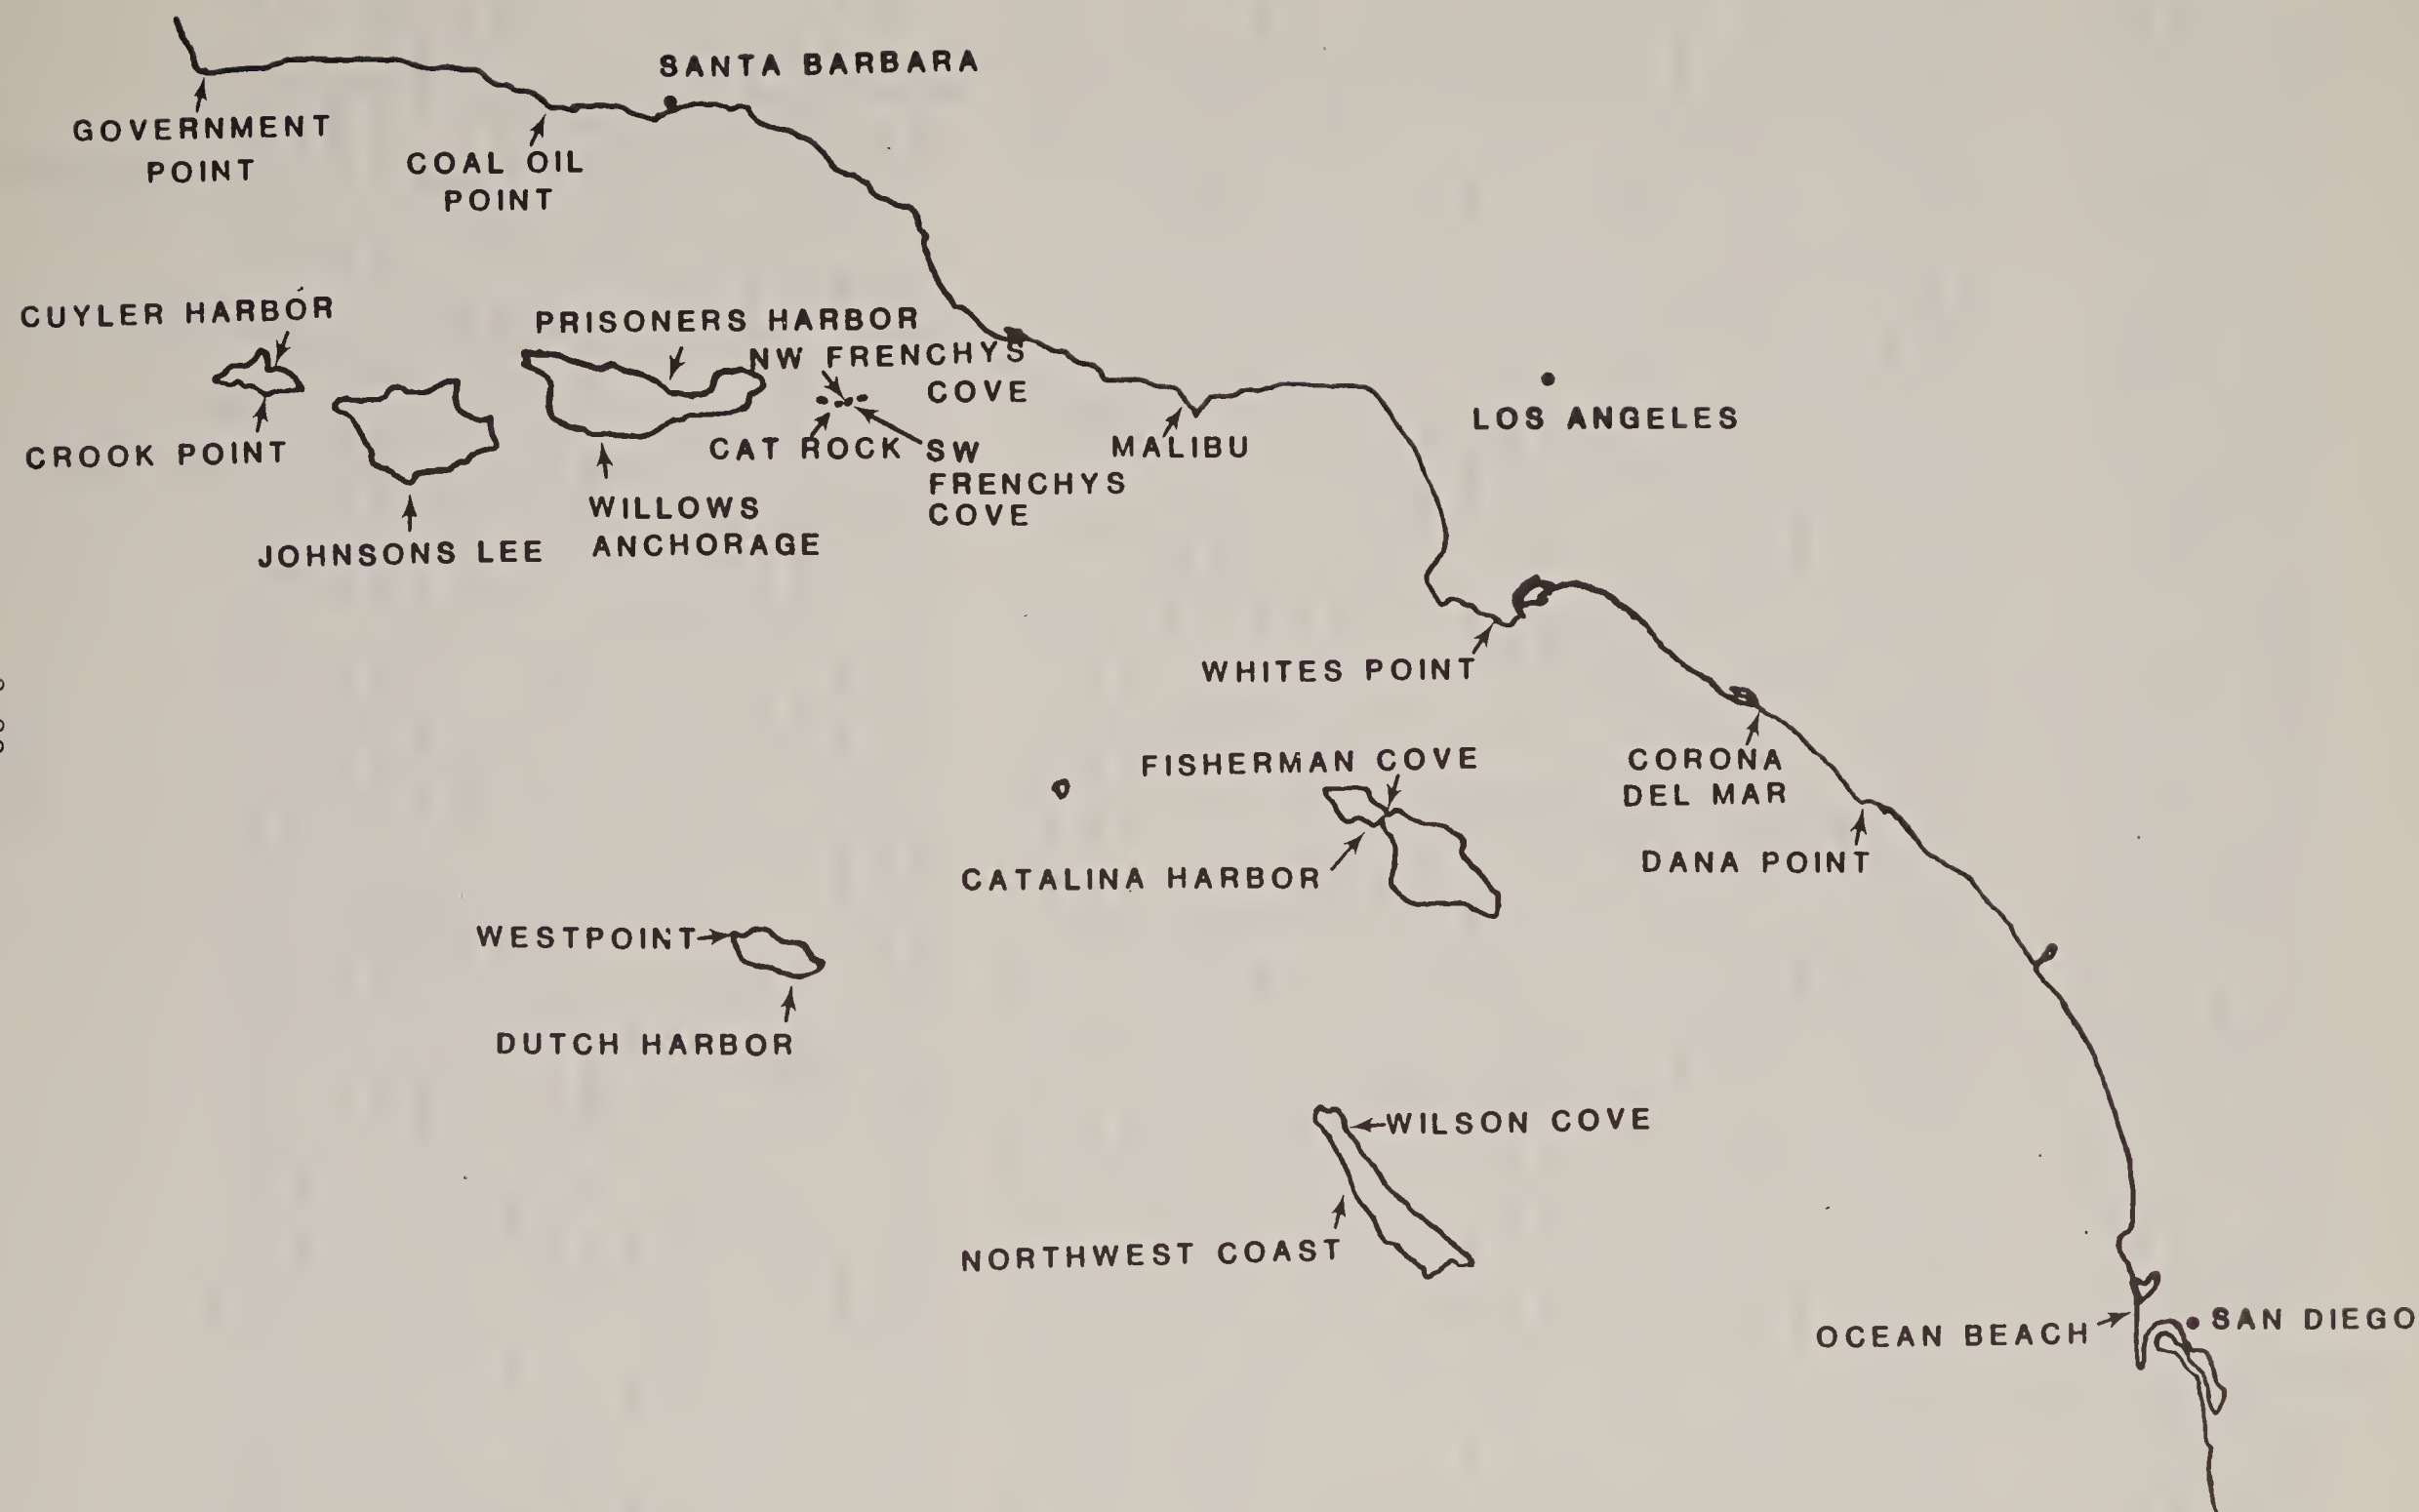 SANTA BARBARA
GOVERNMENT
POINT
COAL OIL
POINT
CUYLER HARBOR
PRISONERS HARBOR
NW FRENCHYS
COVE
CROOK POINT
CAT ROCK
SW
FRENCHYS
COVE
MALIBU
LOS ANGELES
WILLOWS
ANCHORAGE
JOHNSONS LEE
WHITES POINT
FISHERMAN COVE
CORONA
DEL MAR
CATALINA HARBOR
DANA POINT
WESTPOINT
DUTCH HARBOR
WILSON COVE
NORTHWEST COAST
OCEAN BEACH
SAN DIEGO